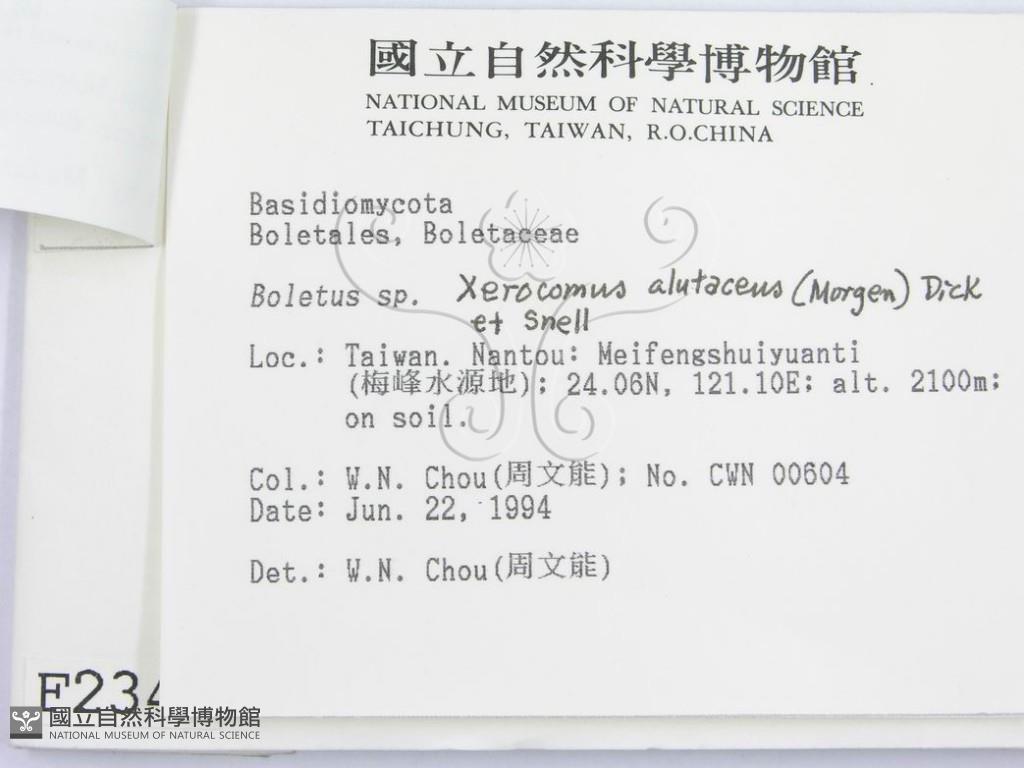 國立自然科學博物館
NATIONAL MUSEUM OF NATURAL SCIENCE
TAICHUNG, TAIWAN, R.O.CHINA
Basidiomycota
Boletales, Boletaceae
Boletus sp. Xerocomus alutaceus (Morgen) Dick
et Snell
Loc.: Taiwan. Nantou: Meifengshuiyuanti
(梅峰水源地); 24.06N, 121.10E; alt. 2100m;
on soil.
Col.: W.N. Chou(周文能); No. CWN 00604
Date: Jun. 22, 1994
Det.: W.N. Chou(周文能)
F234
國立自然科學博物館
NATIONAL MUSEUM OF NATURAL SCIENCE